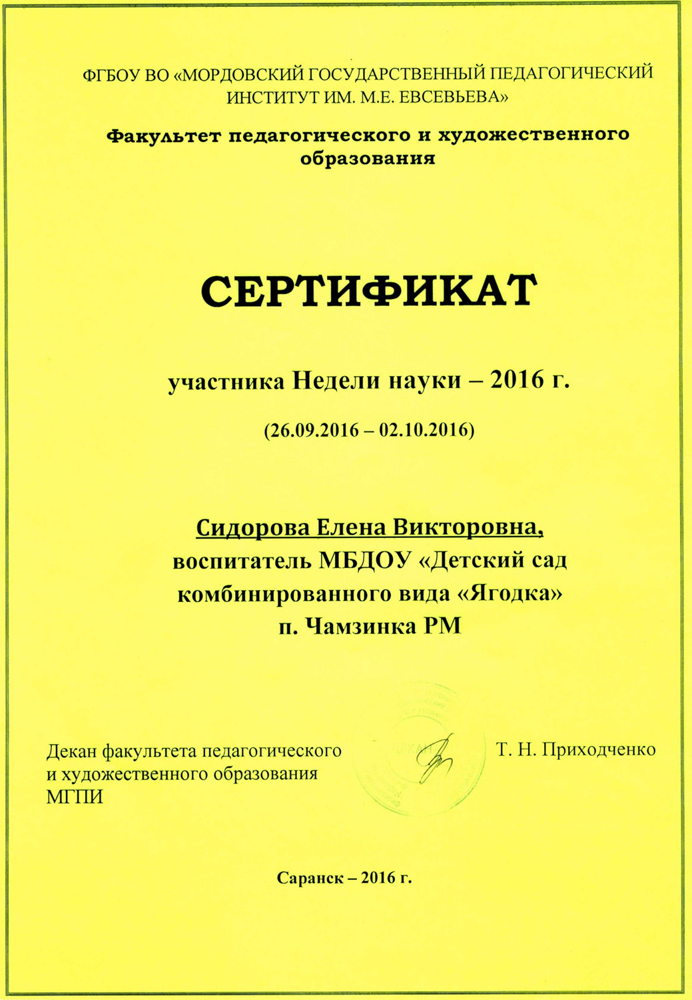 ФГБОУ ВО «МОРДОВСКИЙ ГОСУДАРСТВЕННЫЙ ПЕДАГОГИЧЕСКИЙ
ИНСТИТУТ ИМ. М.Е. ЕВСЕВЬЕВА»
Факультет педагогического и художественного
образования
СЕРТИФИКАТ
участника Недели науки – 2016 г.
(26.09.2016 – 02.10.2016)
Сидорова Елена Викторовна,
воспитатель МБДОУ «Детский сад
комбинированного вида «Ягодка»
п. Чамзинка РМ
Декан факультета педагогического
и художественного образования
МГПИ
ДЕКАН
Т. Н. Приходченко
Саранск – 2016 г.